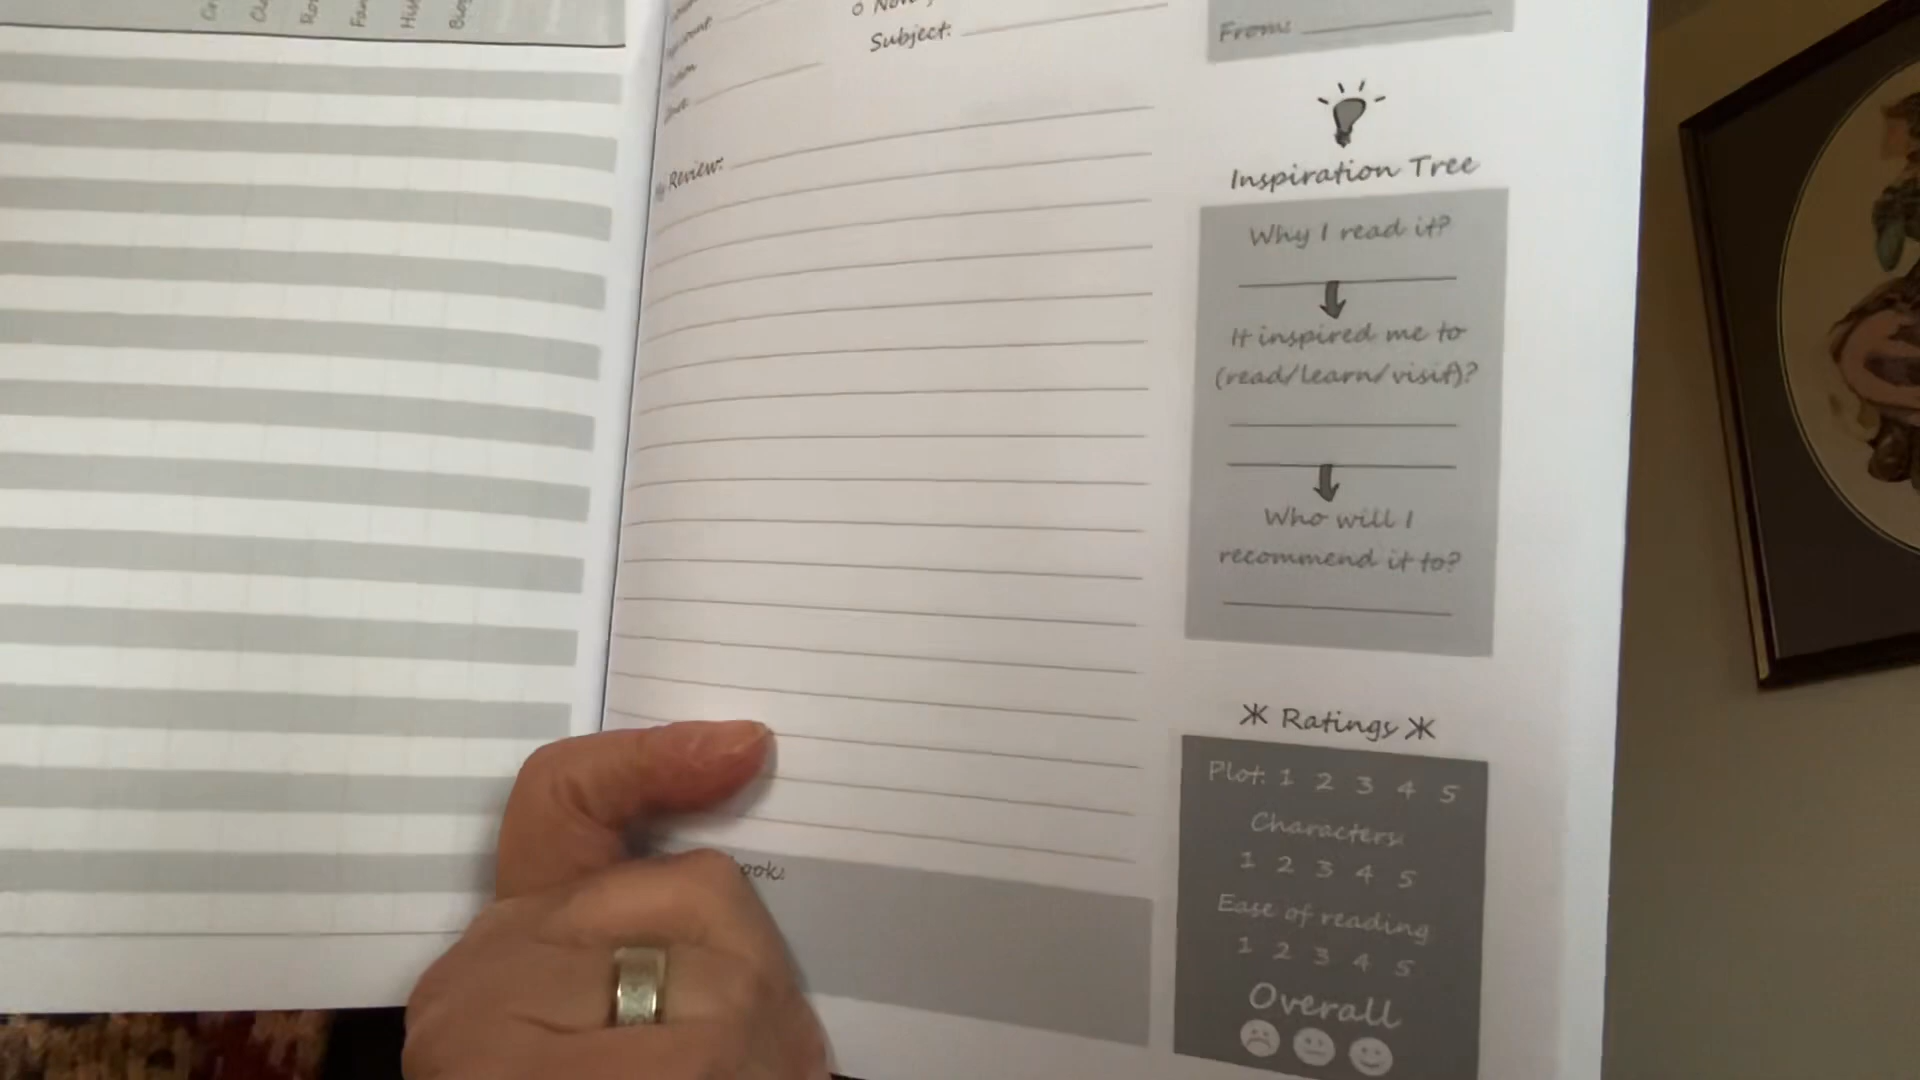 Subject:
From:
Review:
Inspiration Tree
Why I read it?
It inspired me to
(read/learn/visit)?
Who will I
recommend it to?
Ratings
Plot: 1 2 3 4 5
Characters
1 2 3 4 5
Ease of reading
1 2 3 4 5
Overall